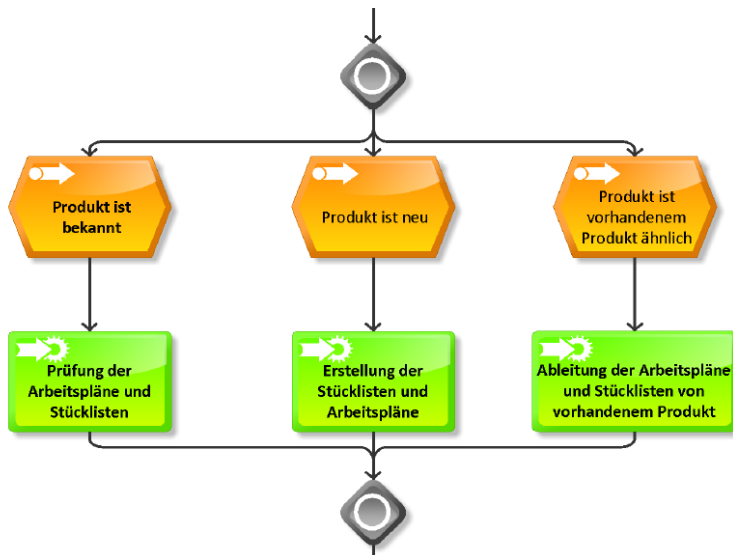 Produkt ist
bekannt
Produkt ist neu
Produkt ist
vorhandenem
Produkt ähnlich
Prüfung der
Arbeitspläne und
Stücklisten
Erstellung der
Stücklisten und
Arbeitspläne
Ableitung der Arbeitspläne
und Stücklisten von
vorhandenem Produkt